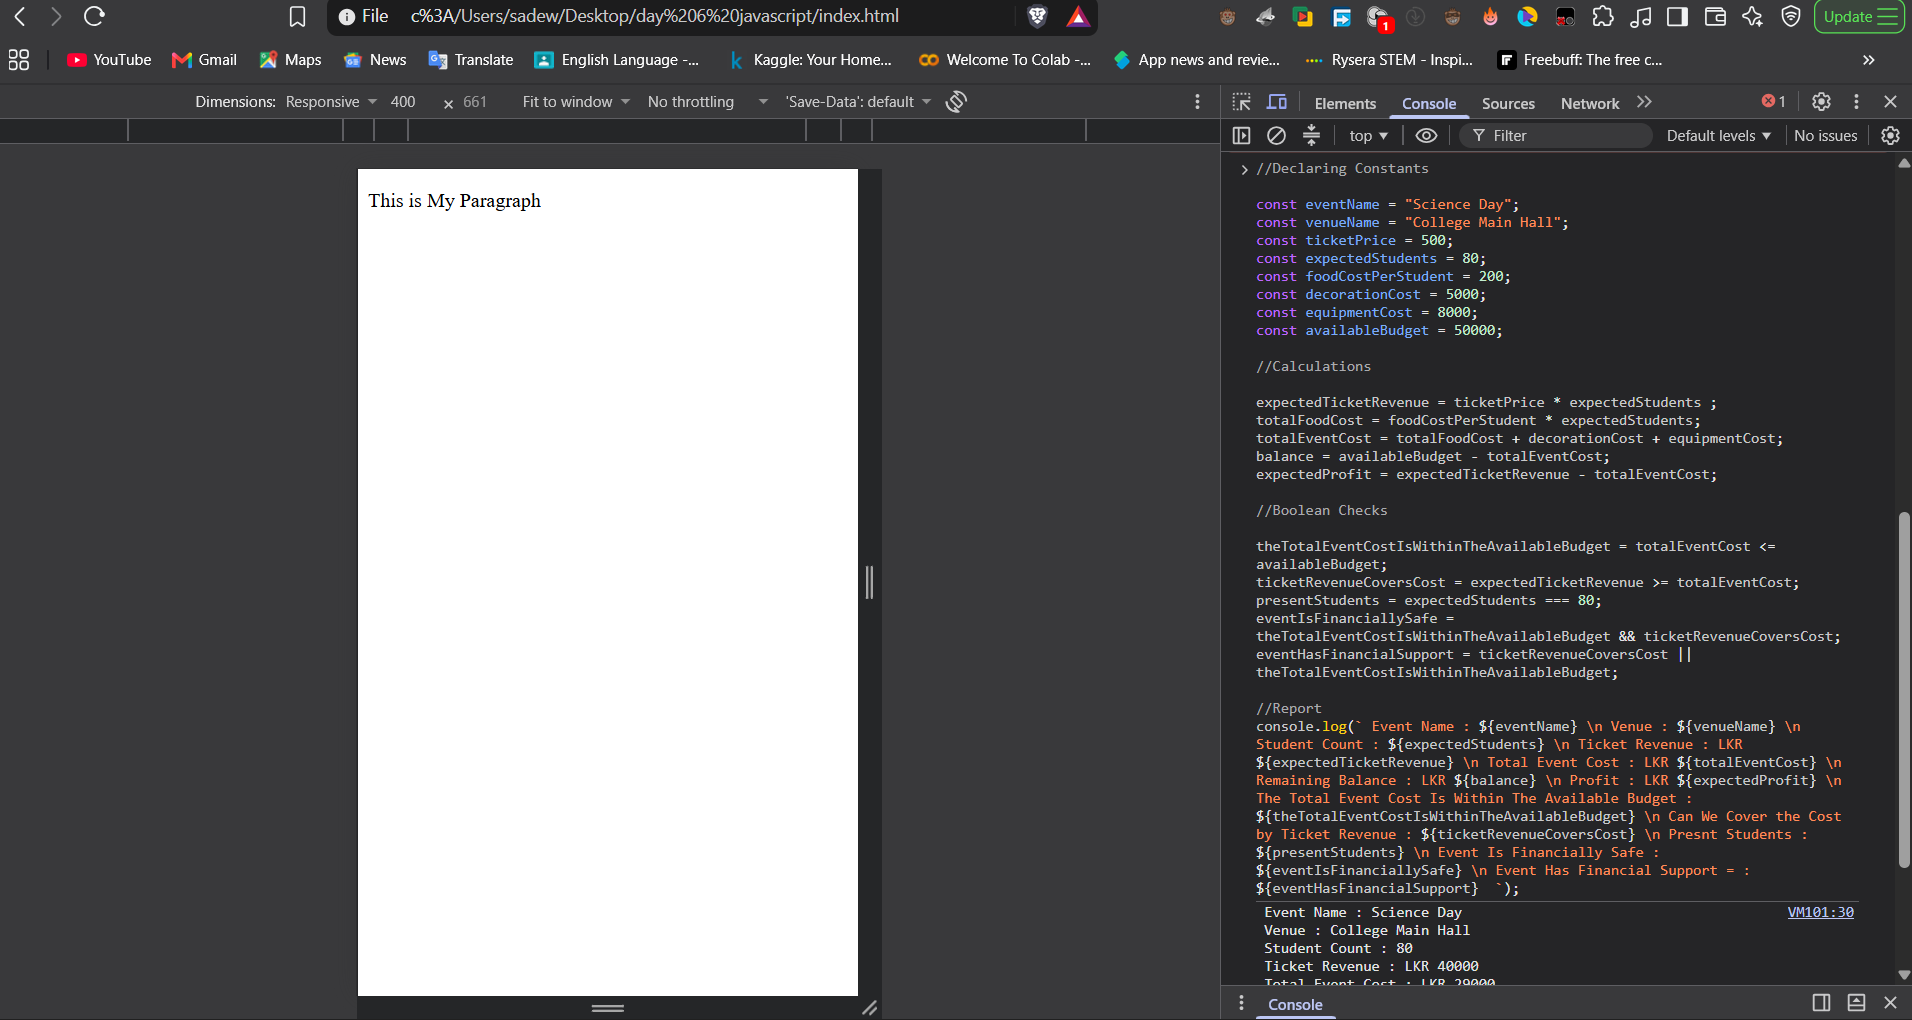 File c%3A/Users/sadew/Desktop/day%206%20javascript/index.html
1
Update
YouTube Gmail Maps News Translate English Language -... Kaggle: Your Home... Welcome To Colab -... App news and revie... Rysera STEM - Inspi... Freebuff: The free c... »
Dimensions: Responsive 400 × 661 Fit to window No throttling 'Save-Data': default
Elements Console Sources Network 1
top Filter Default levels No issues
This is My Paragraph
//Declaring Constants
const eventName = "Science Day";
const venueName = "College Main Hall";
const ticketPrice = 500;
const expectedStudents = 80;
const foodCostPerStudent = 200;
const decorationCost = 5000;
const equipmentCost = 8000;
const availableBudget = 50000;
//Calculations
expectedTicketRevenue = ticketPrice * expectedStudents ;
totalFoodCost = foodCostPerStudent * expectedStudents;
totalEventCost = totalFoodCost + decorationCost + equipmentCost;
balance = availableBudget - totalEventCost;
expectedProfit = expectedTicketRevenue - totalEventCost;
//Boolean Checks
theTotalEventCostIsWithinTheAvailableBudget = totalEventCost <=
availableBudget;
ticketRevenueCoversCost = expectedTicketRevenue >= totalEventCost;
presentStudents = expectedStudents === 80;
eventIsFinanciallySafe =
theTotalEventCostIsWithinTheAvailableBudget && ticketRevenueCoversCost;
eventHasFinancialSupport = ticketRevenueCoversCost ||
theTotalEventCostIsWithinTheAvailableBudget;
//Report
console.log(` Event Name : ${eventName} \n Venue : ${venueName} \n
Student Count : ${expectedStudents} \n Ticket Revenue : LKR
${expectedTicketRevenue} \n Total Event Cost : LKR ${totalEventCost} \n
Remaining Balance : LKR ${balance} \n Profit : LKR ${expectedProfit} \n
The Total Event Cost Is Within The Available Budget :
${theTotalEventCostIsWithinTheAvailableBudget} \n Can We Cover the Cost
by Ticket Revenue : ${ticketRevenueCoversCost} \n Presnt Students :
${presentStudents} \n Event Is Financially Safe :
${eventIsFinanciallySafe} \n Event Has Financial Support = :
${eventHasFinancialSupport}  `);
Event Name : Science Day VM101:30
Venue : College Main Hall
Student Count : 80
Ticket Revenue : LKR 40000
Total Event Cost : LKR 29000
Console